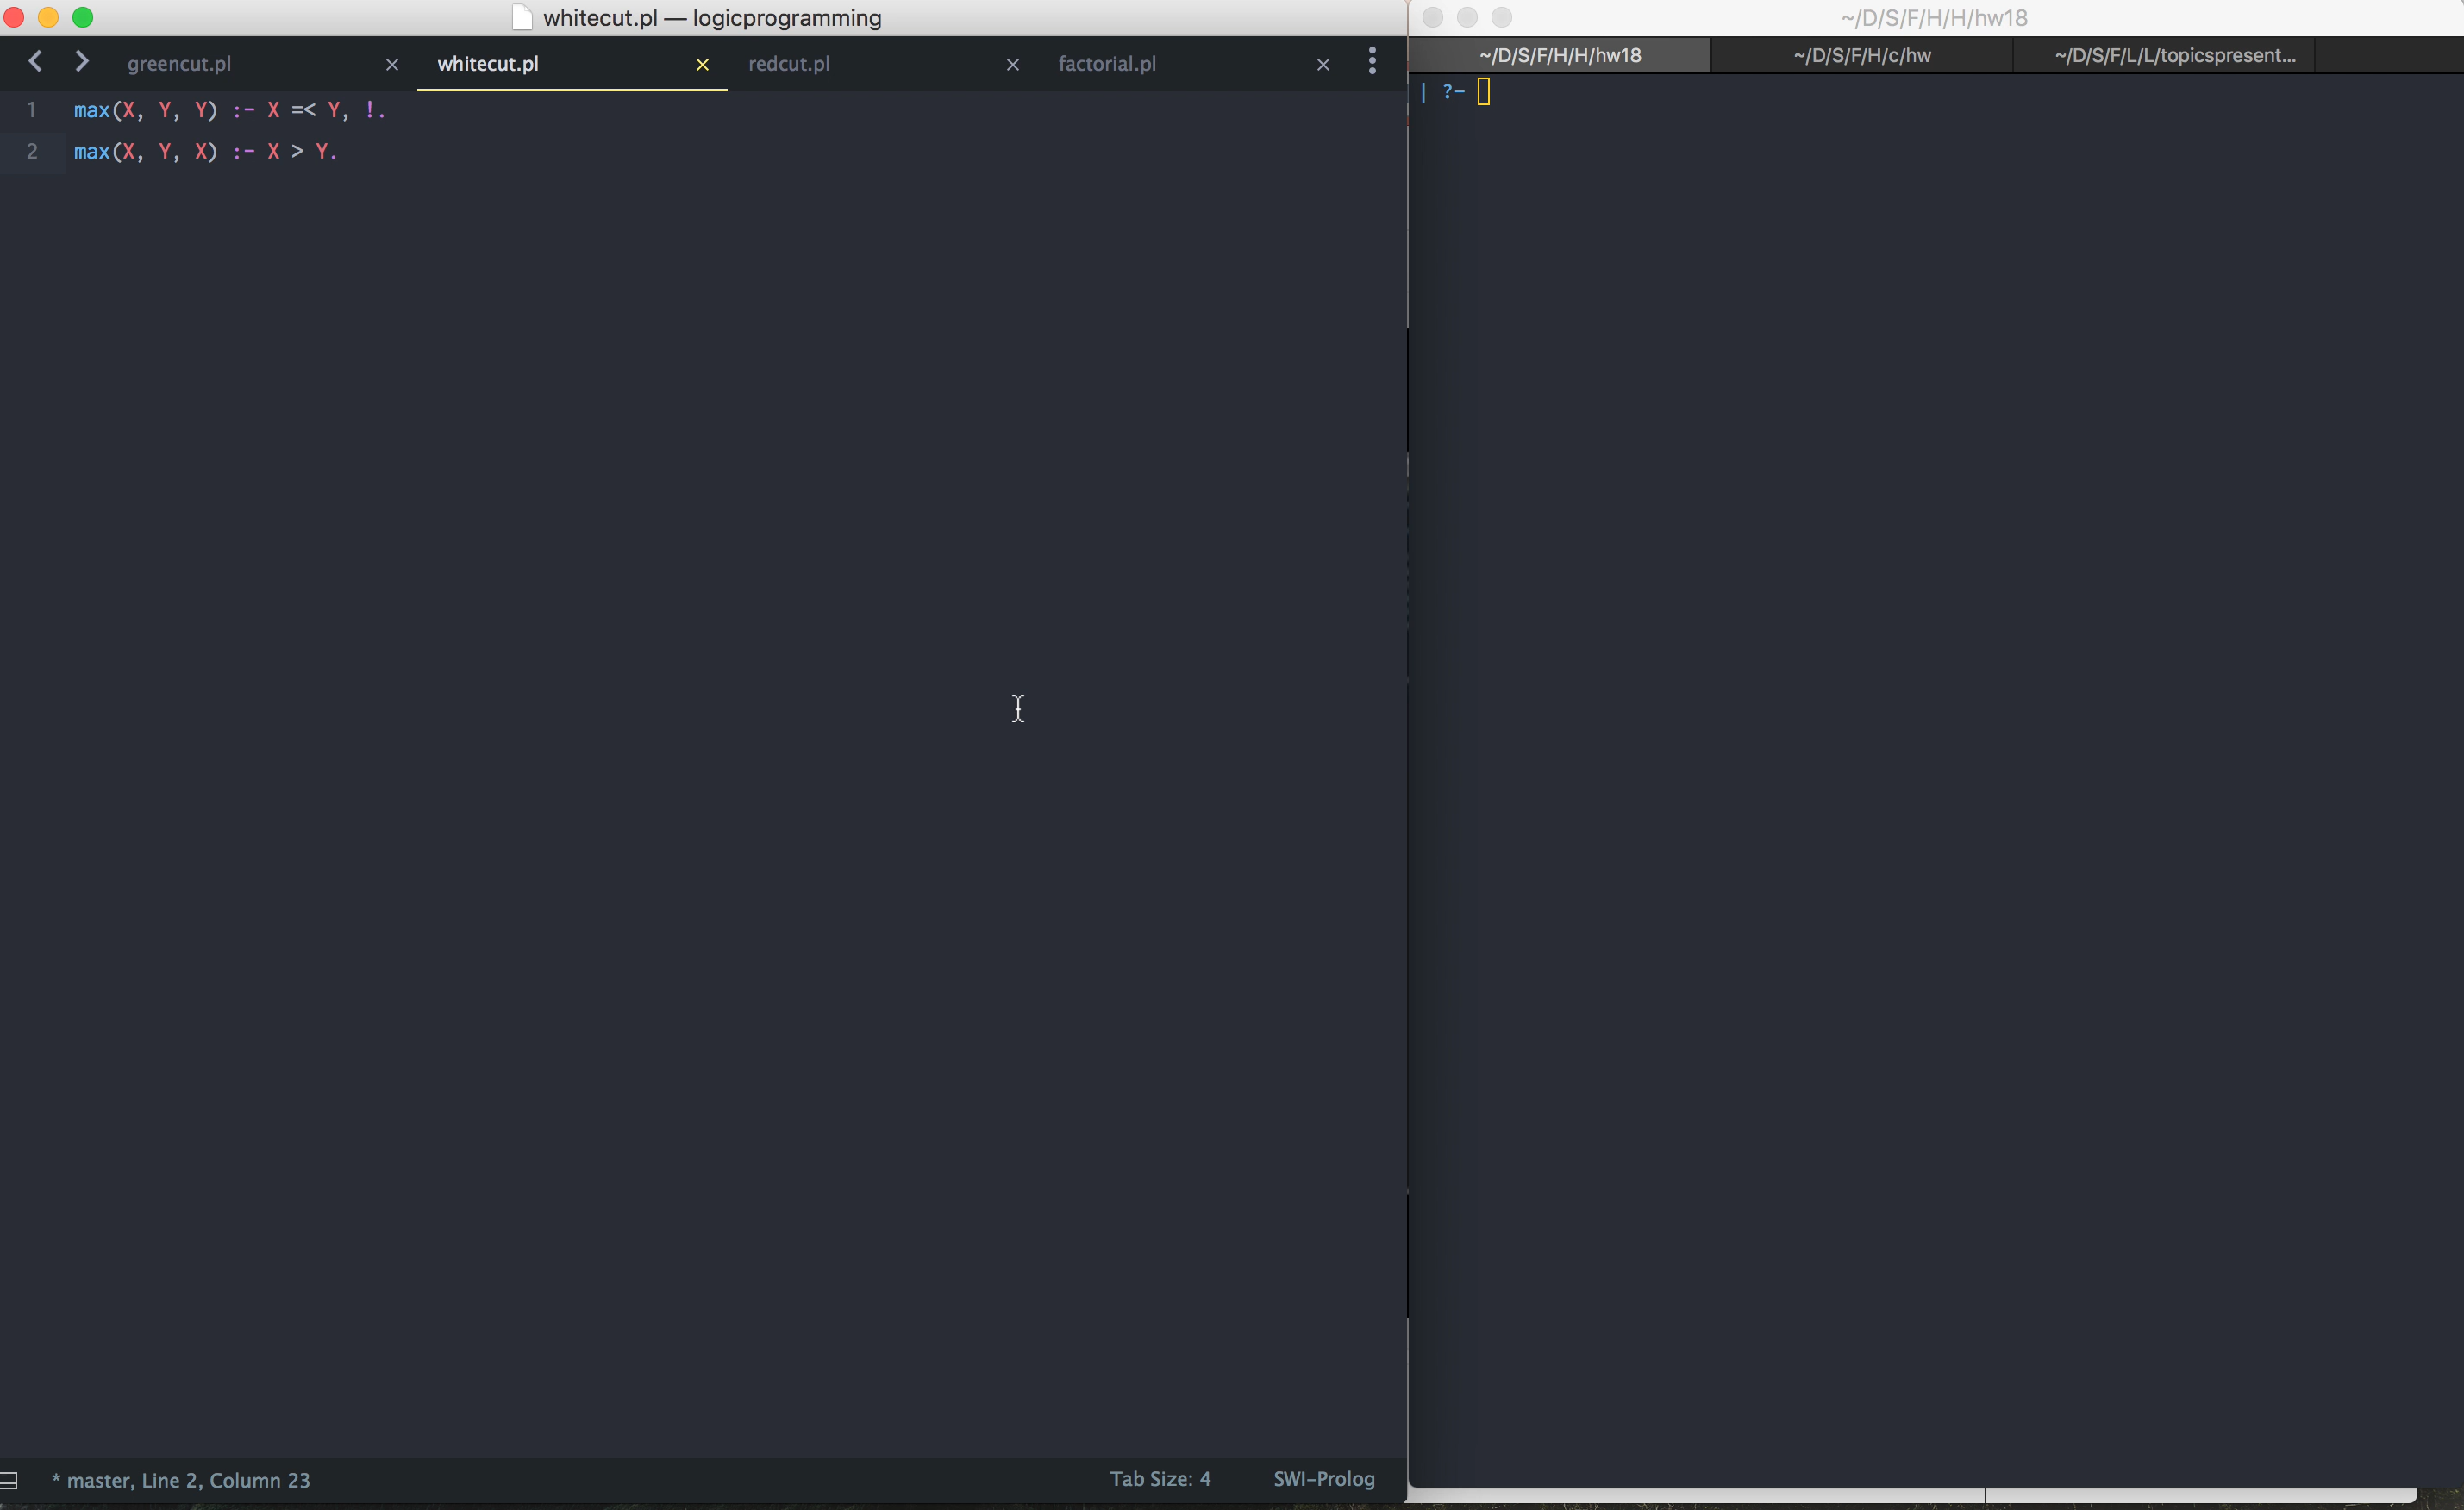 whitecut.pl — logicprogramming
greencut.pl × whitecut.pl × redcut.pl × factorial.pl ×
1 max(X, Y, Y) :- X =< Y, !.
2 max(X, Y, X) :- X > Y.
* master, Line 2, Column 23 Tab Size: 4 SWI-Prolog
~/D/S/F/H/H/hw18
~/D/S/F/H/H/hw18 ~/D/S/F/H/c/hw ~/D/S/F/L/L/topicspresent...
| ?-